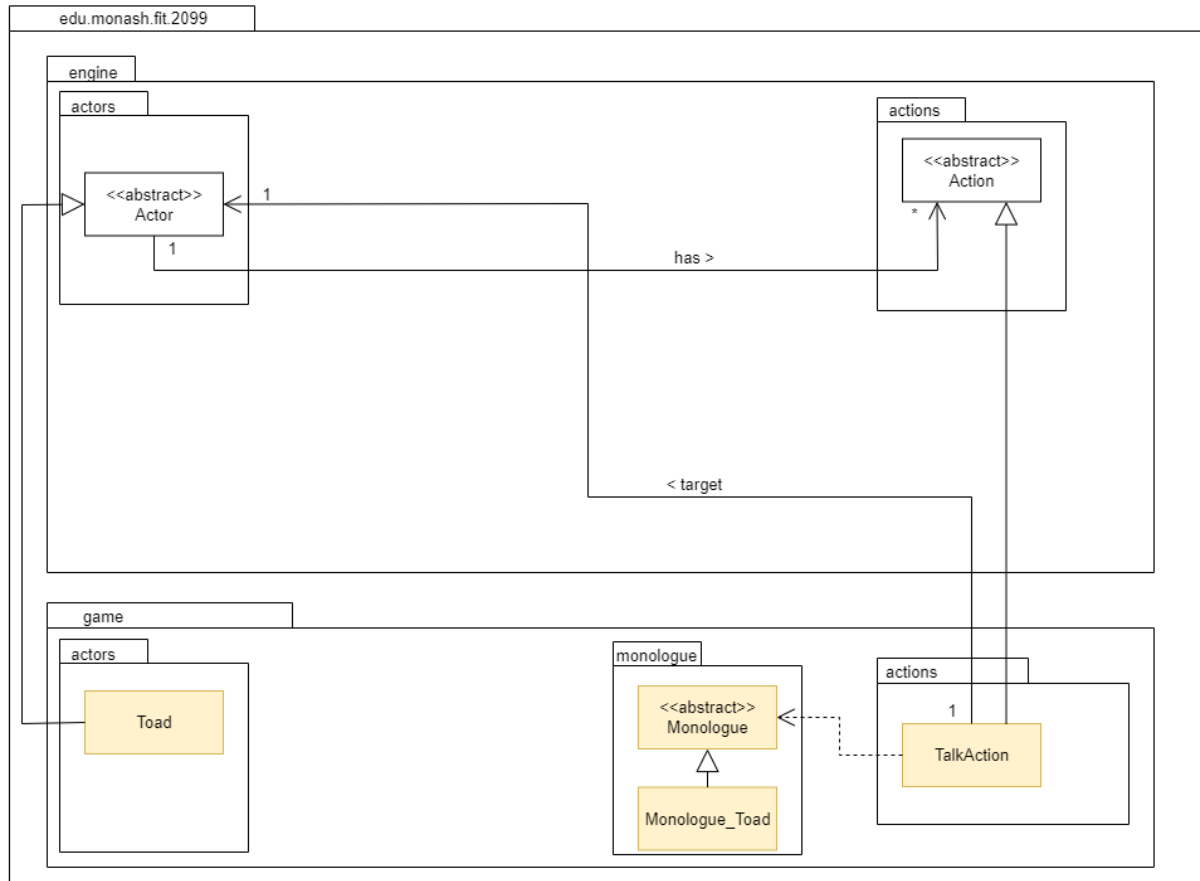 edu.monash.fit.2099
engine
actors
actions
<<abstract>>
Actor
<<abstract>>
Action
1
*
1
has >
< target
game
actors
monologue
actions
Toad
<<abstract>>
Monologue
1
TalkAction
Monologue_Toad